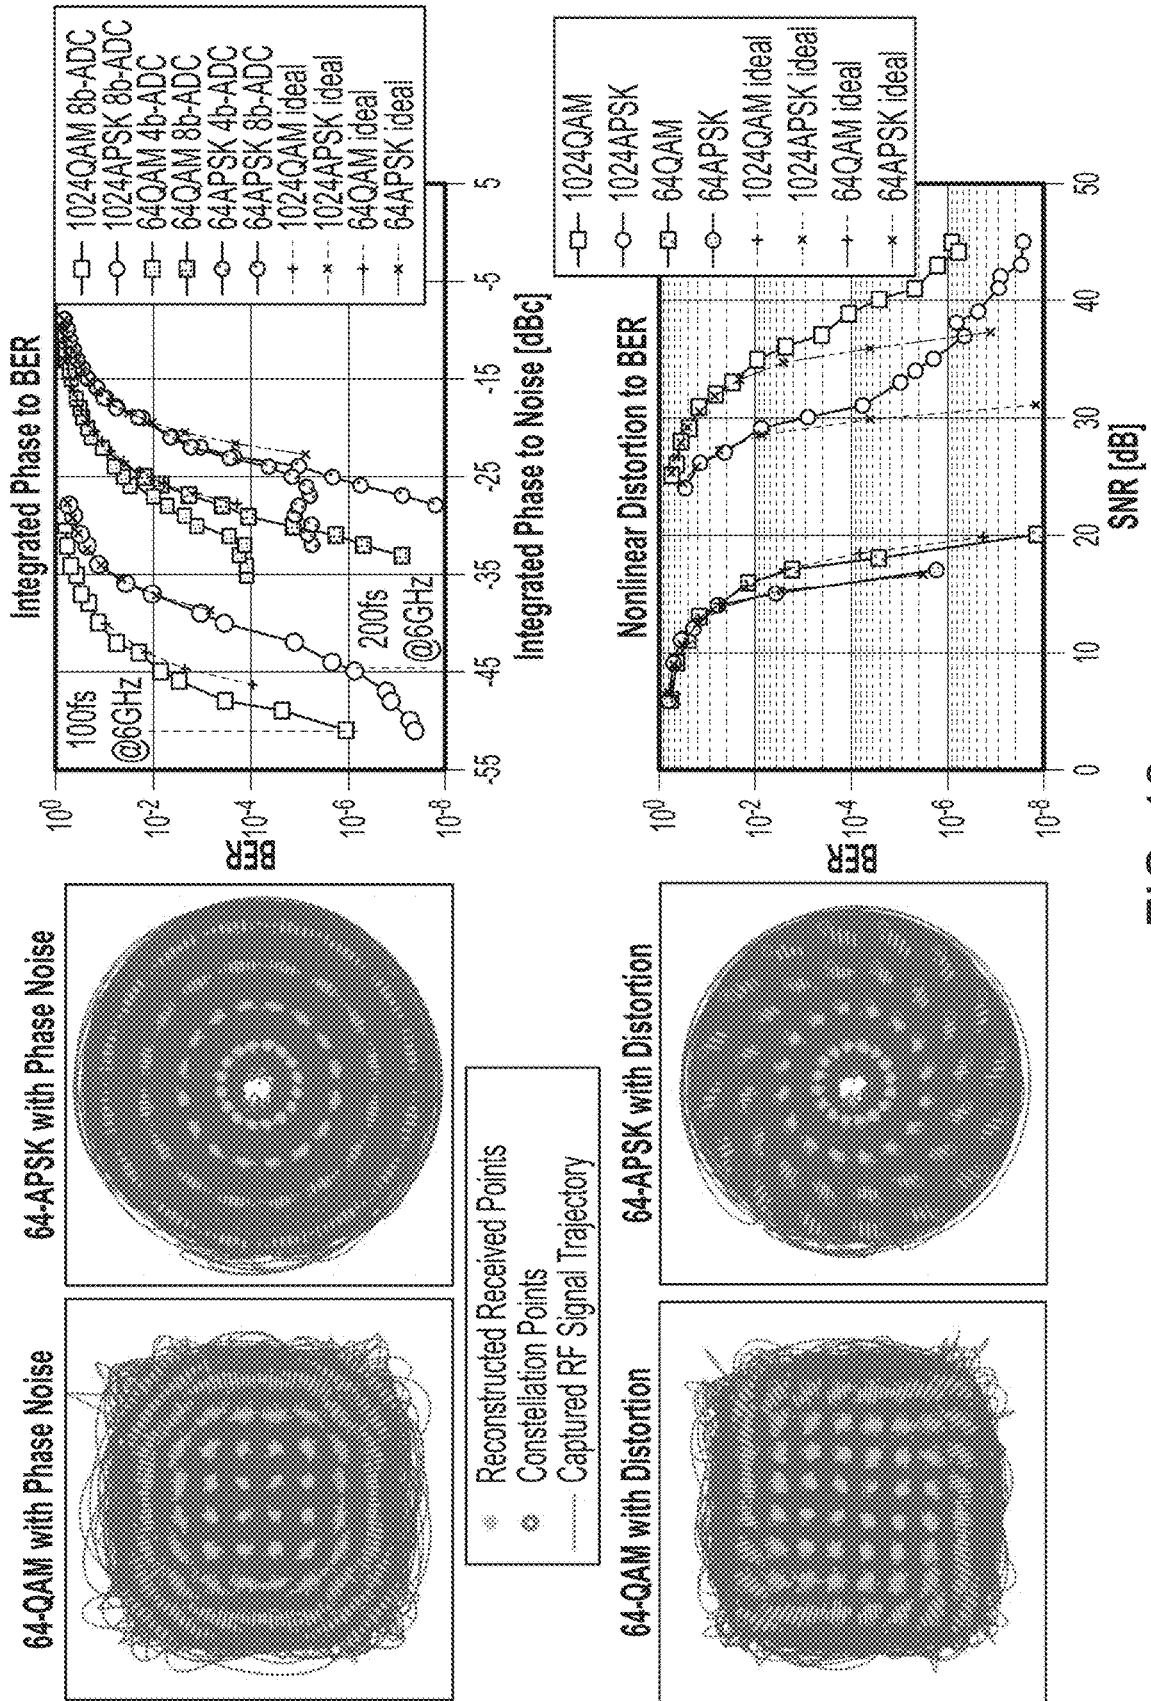 64-QAM with Phase Noise
64-APSK with Phase Noise
Integrated Phase to BER
BER
10⁰
10⁻²
10⁻⁴
10⁻⁶
10⁻⁸
100fs
@6GHz
200fs
@6GHz
-55
-45
-35
-25
-15
-5
5
Integrated Phase to Noise [dBc]
1024QAM 8b-ADC
1024APSK 8b-ADC
64QAM 4b-ADC
64QAM 8b-ADC
64APSK 4b-ADC
64APSK 8b-ADC
1024QAM ideal
1024APSK ideal
64QAM ideal
64APSK ideal
Reconstructed Received Points
Constellation Points
Captured RF Signal Trajectory
64-QAM with Distortion
64-APSK with Distortion
Nonlinear Distortion to BER
BER
10⁰
10⁻²
10⁻⁴
10⁻⁶
10⁻⁸
0
10
20
30
40
50
SNR [dB]
1024QAM
1024APSK
64QAM
64APSK
1024QAM ideal
1024APSK ideal
64QAM ideal
64APSK ideal